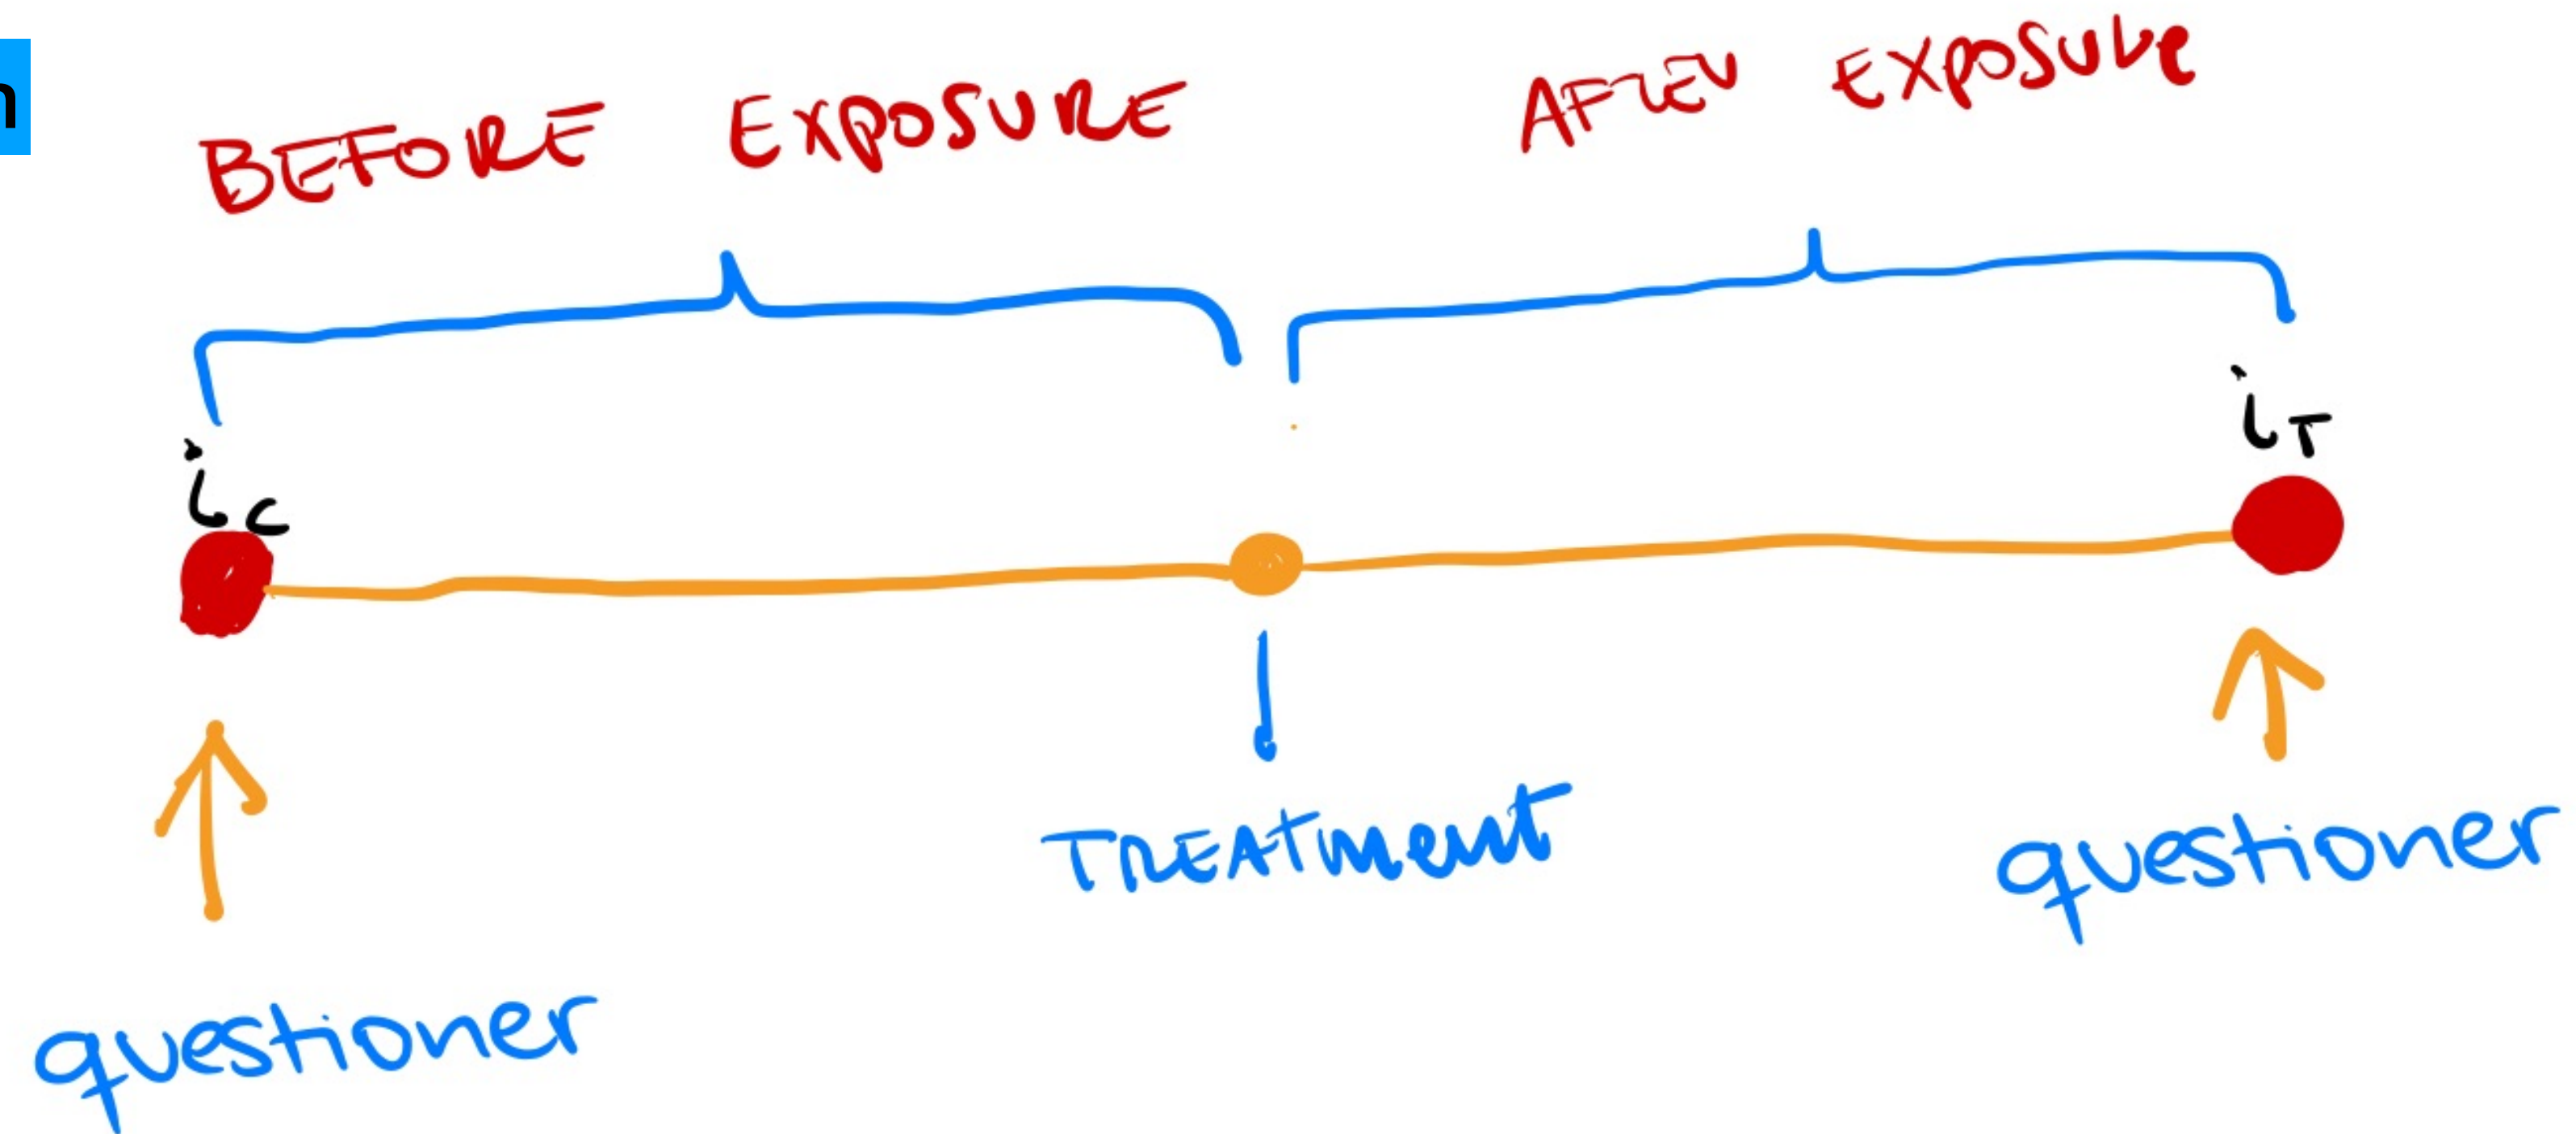 n
BEFORE EXPOSURE
AFTER EXPOSURE
iC
iT
TREATMENT
questioner
questioner